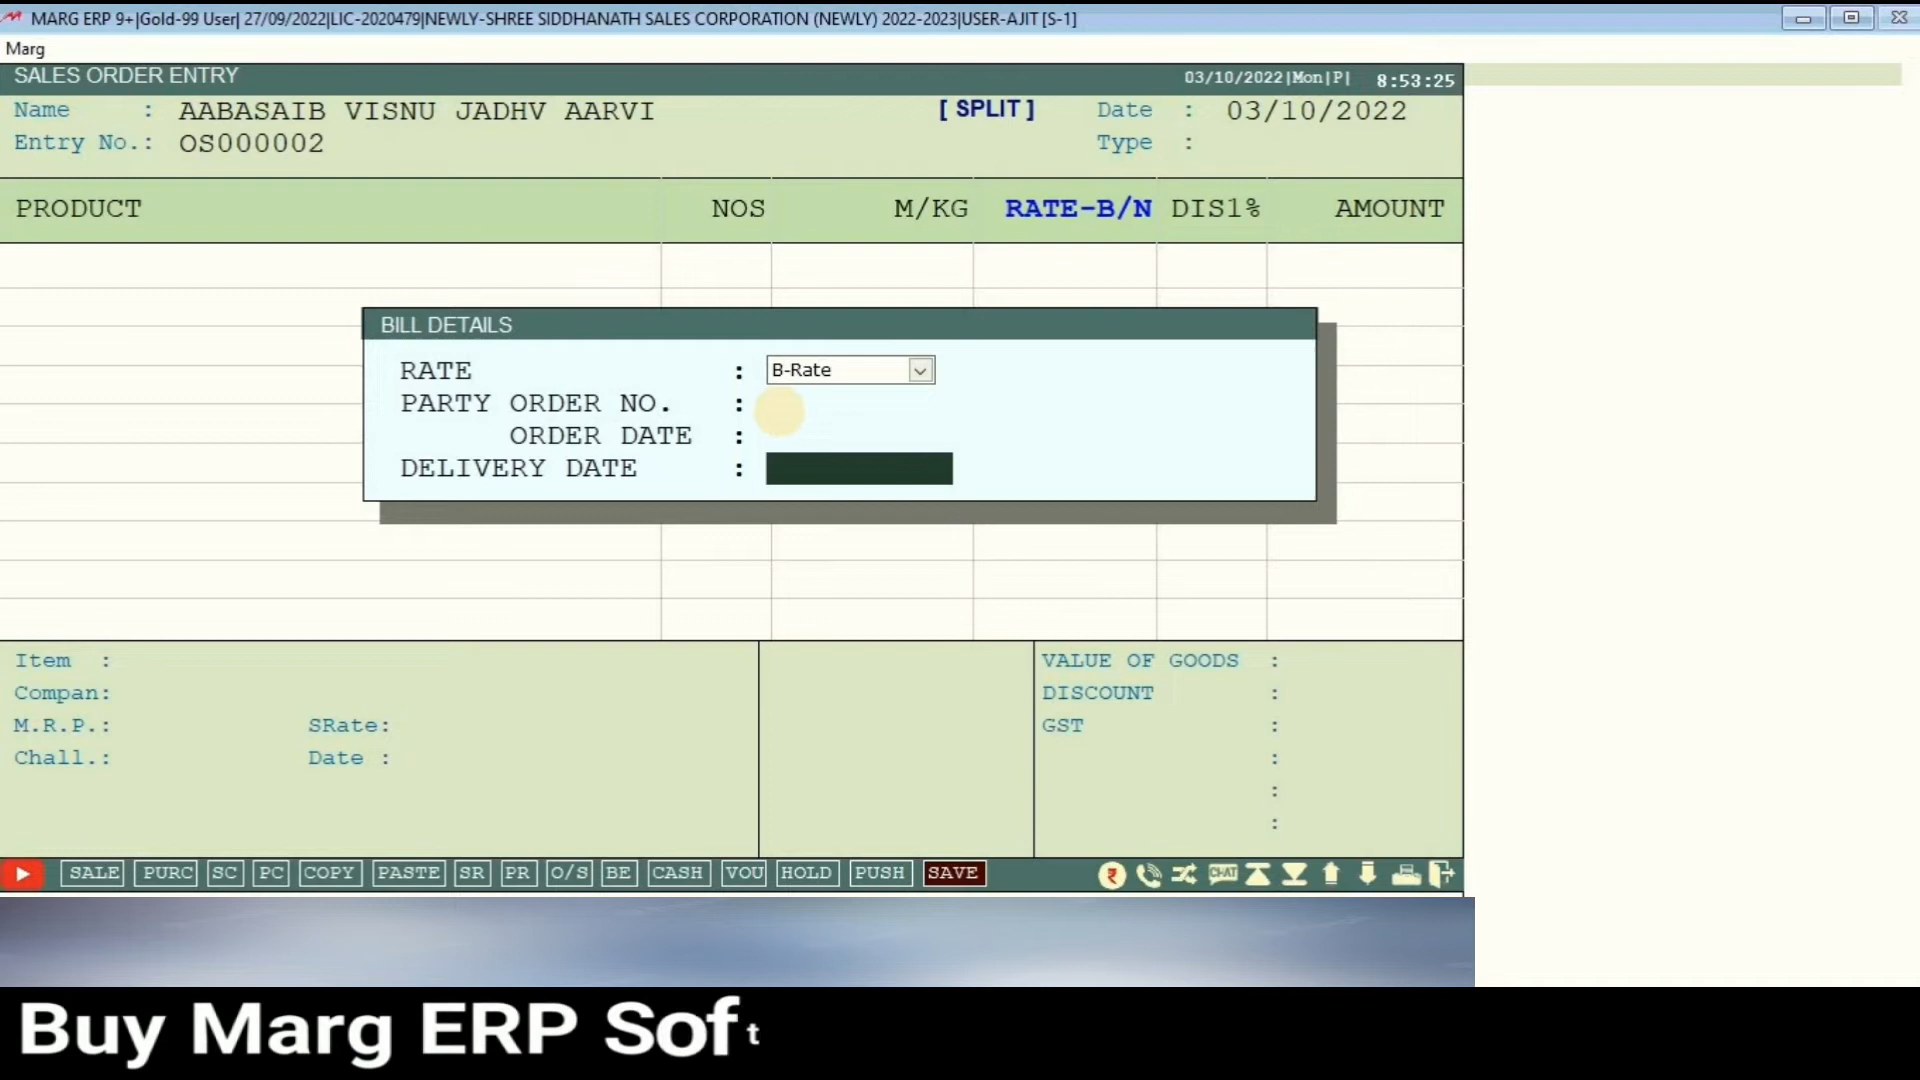 MARG ERP 9+|Gold-99 User| 27/09/2022|LIC-2020479|NEWLY-SHREE SIDDHANATH SALES CORPORATION (NEWLY) 2022-2023|USER-AJIT [S-1]
Marg
SALES ORDER ENTRY 03/10/2022|Mon|P| 8:53:25
Name : AABASAIB VISNU JADHV AARVI [ SPLIT ] Date : 03/10/2022
Entry No.: OS000002 Type :
PRODUCT NOS M/KG RATE-B/N DIS1% AMOUNT
BILL DETAILS
RATE : B-Rate
PARTY ORDER NO. :
ORDER DATE :
DELIVERY DATE :
Item : VALUE OF GOODS :
Compan: DISCOUNT :
M.R.P.: SRate: GST :
Chall.: Date : :
:
:
SALE PURC SC PC COPY PASTE SR PR O/S BE CASH VOU HOLD PUSH SAVE ₹ CHAT
Buy Marg ERP Soft